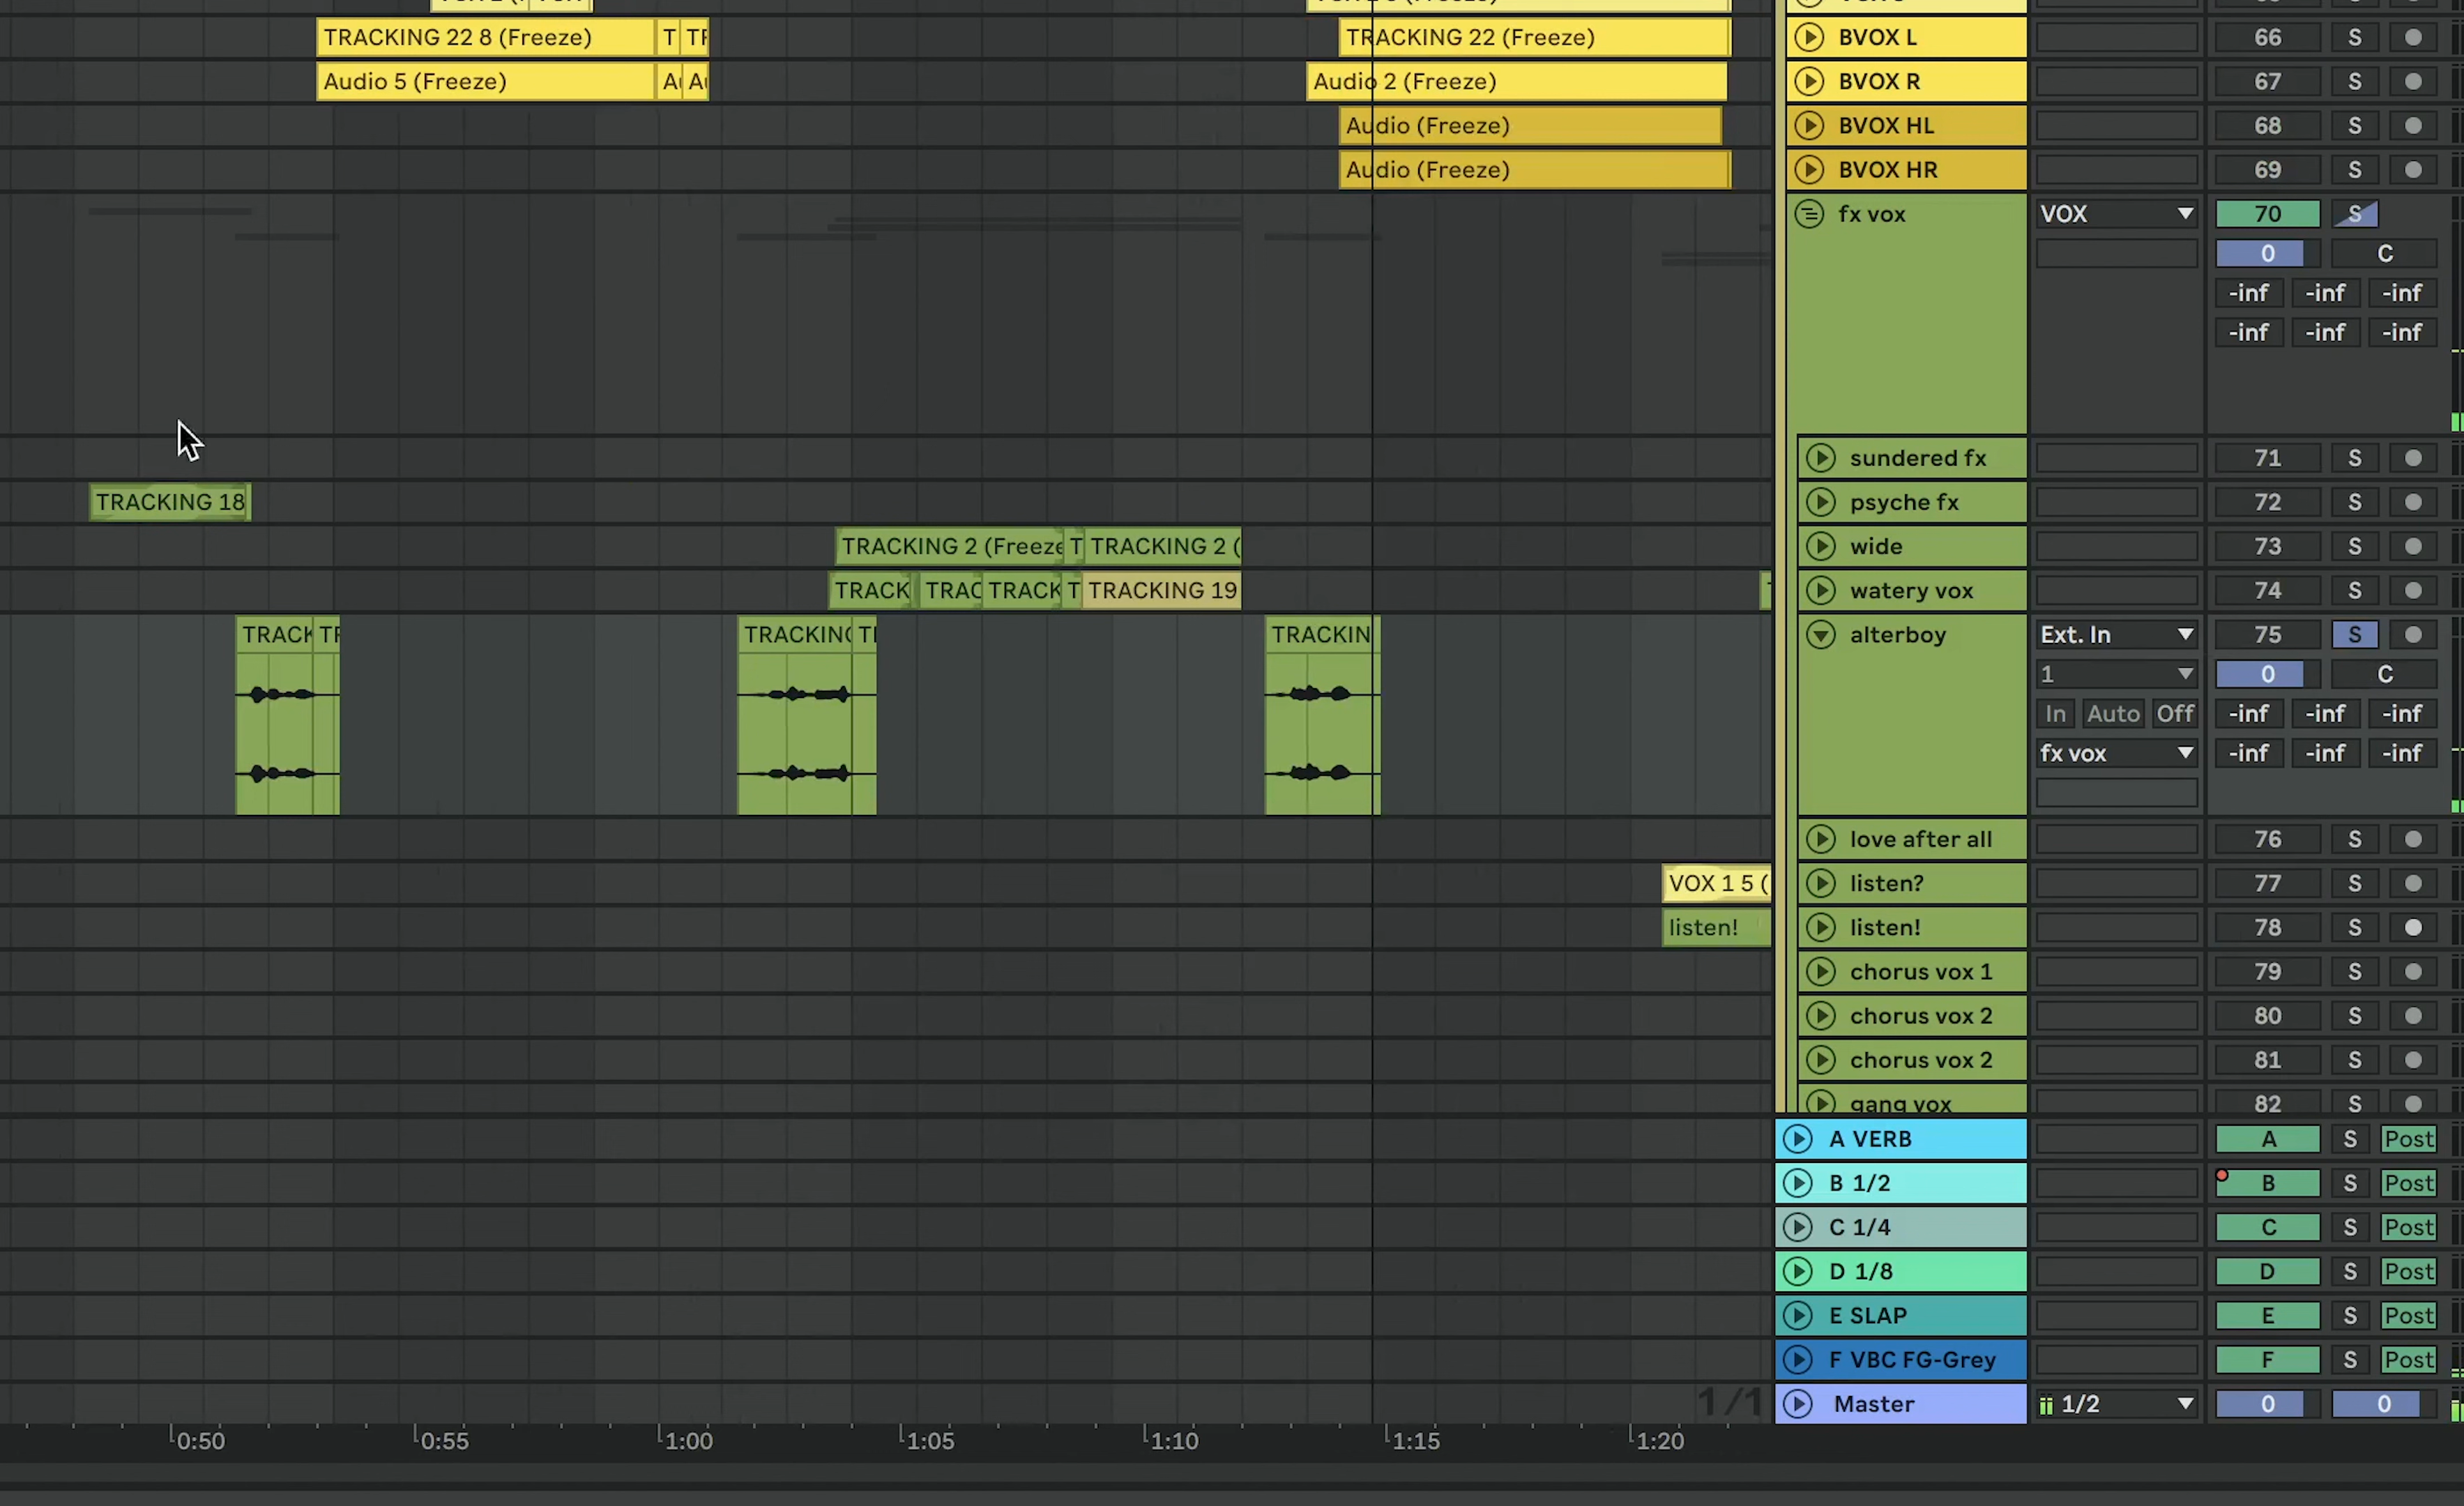 TRACKING 22 8 (Freeze) T TRACKING 22 (Freeze) BVOX L 66 S
Audio 5 (Freeze) Audio 2 (Freeze) BVOX R 67 S
Audio (Freeze) BVOX HL 68 S
Audio (Freeze) BVOX HR 69 S
fx vox VOX 70 S
0 C
-inf -inf -inf
-inf -inf -inf
sundered fx 71 S
TRACKING 18 psyche fx 72 S
TRACKING 2 (Freeze T TRACKING 2 ( wide 73 S
TRACK TRAC TRACK T TRACKING 19 watery vox 74 S
TRACK TRACKING TRACKIN alterboy Ext. In 75 S
1 0 C
In Auto Off -inf -inf -inf
fx vox -inf -inf -inf
love after all 76 S
VOX 1 5 ( listen? 77 S
listen! listen! 78 S
chorus vox 1 79 S
chorus vox 2 80 S
chorus vox 2 81 S
gang vox 82 S
A VERB A S Post
B 1/2 B S Post
C 1/4 C S Post
D 1/8 D S Post
E SLAP E S Post
F VBC FG-Grey F S Post
1/1 Master 1/2 0 0
0:50 0:55 1:00 1:05 1:10 1:15 1:20